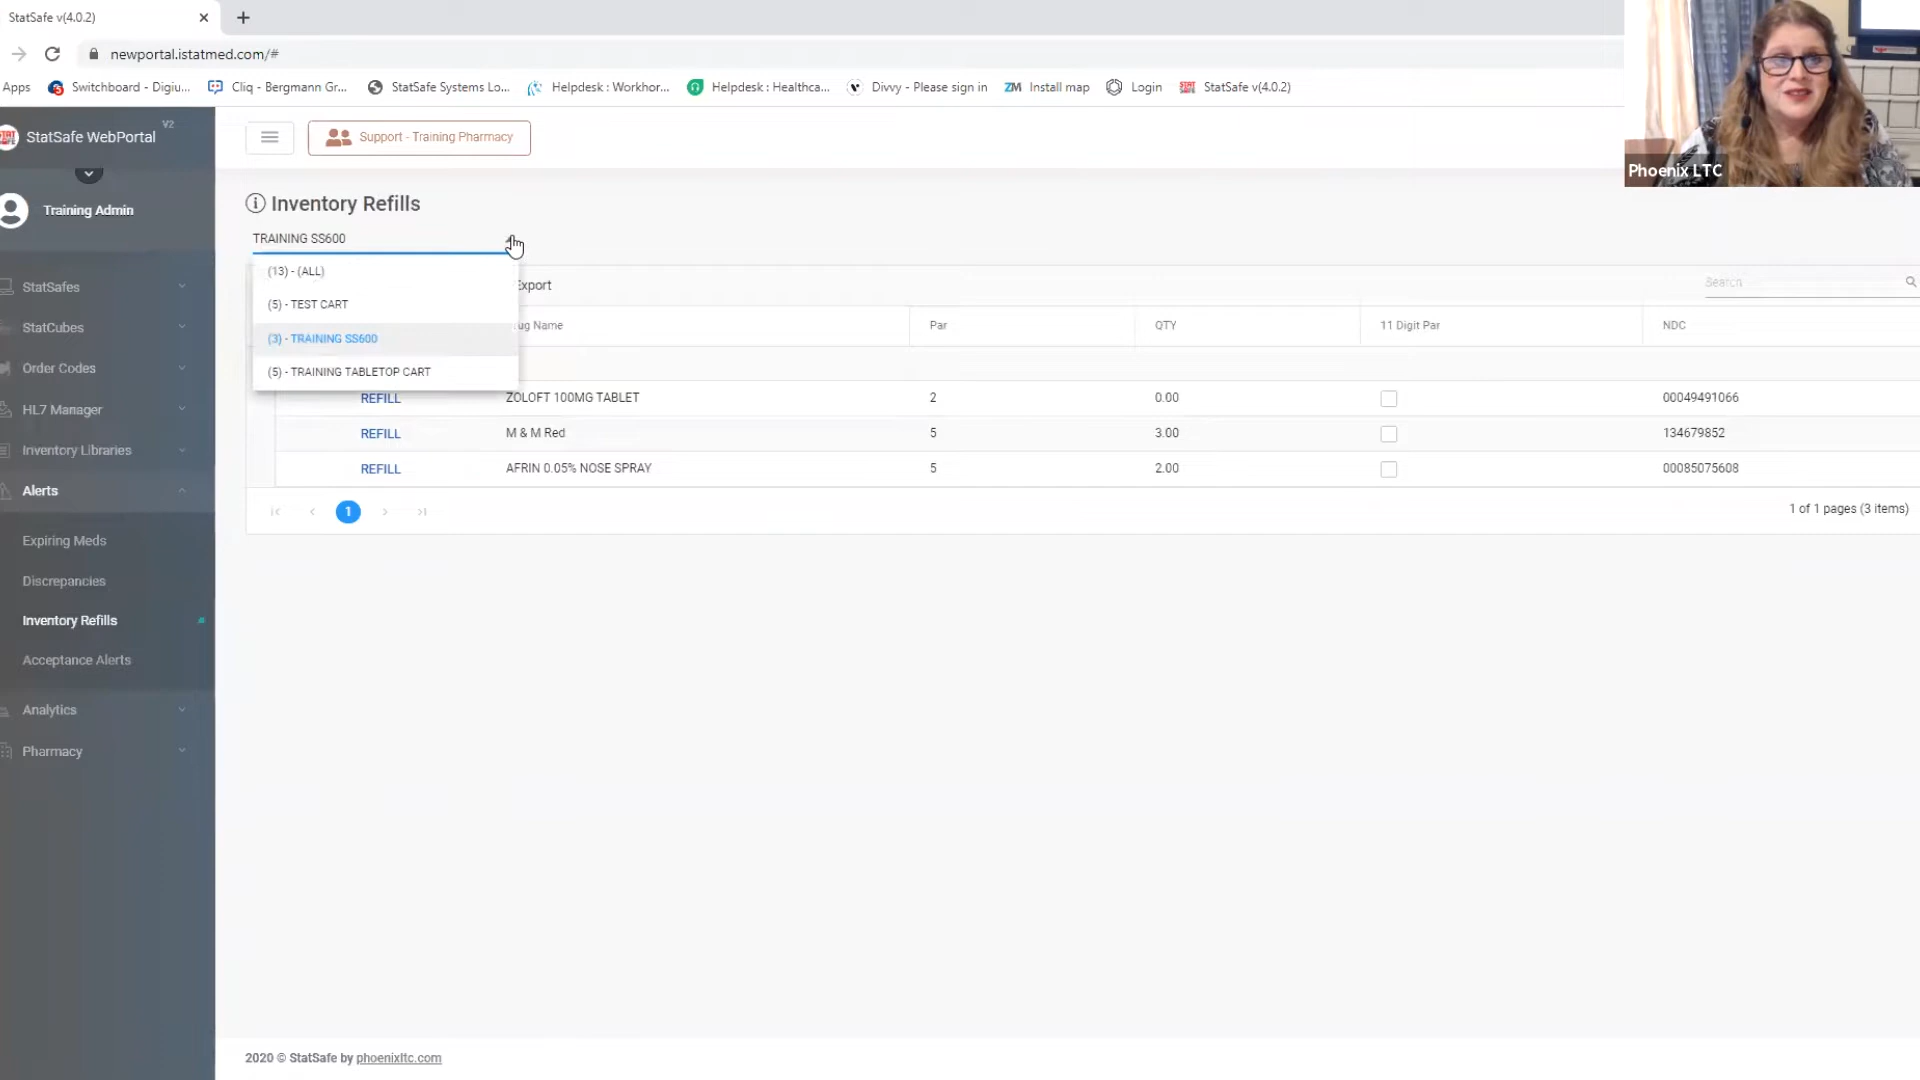 StatSafe v(4.0.2)
newportal.istatmed.com/#
Apps
Switchboard - Digiu...
Cliq - Bergmann Gr...
StatSafe Systems Lo...
Helpdesk : Workhor...
Helpdesk : Healthca...
Divvy - Please sign in
ZM Install map
Login
StatSafe v(4.0.2)
Phoenix LTC
StatSafe WebPortal V2
Support - Training Pharmacy
Training Admin
StatSafes
StatCubes
Order Codes
HL7 Manager
Inventory Libraries
Alerts
Expiring Meds
Discrepancies
Inventory Refills
Acceptance Alerts
Analytics
Pharmacy
Inventory Refills
TRAINING SS600
(13) - (ALL)
(5) - TEST CART
(3) - TRAINING SS600
(5) - TRAINING TABLETOP CART
Export
Search
ug Name Par QTY 11 Digit Par NDC
REFILL ZOLOFT 100MG TABLET 2 0.00 00049491066
REFILL M & M Red 5 3.00 134679852
REFILL AFRIN 0.05% NOSE SPRAY 5 2.00 00085075608
1
1 of 1 pages (3 items)
2020 © StatSafe by phoenixltc.com